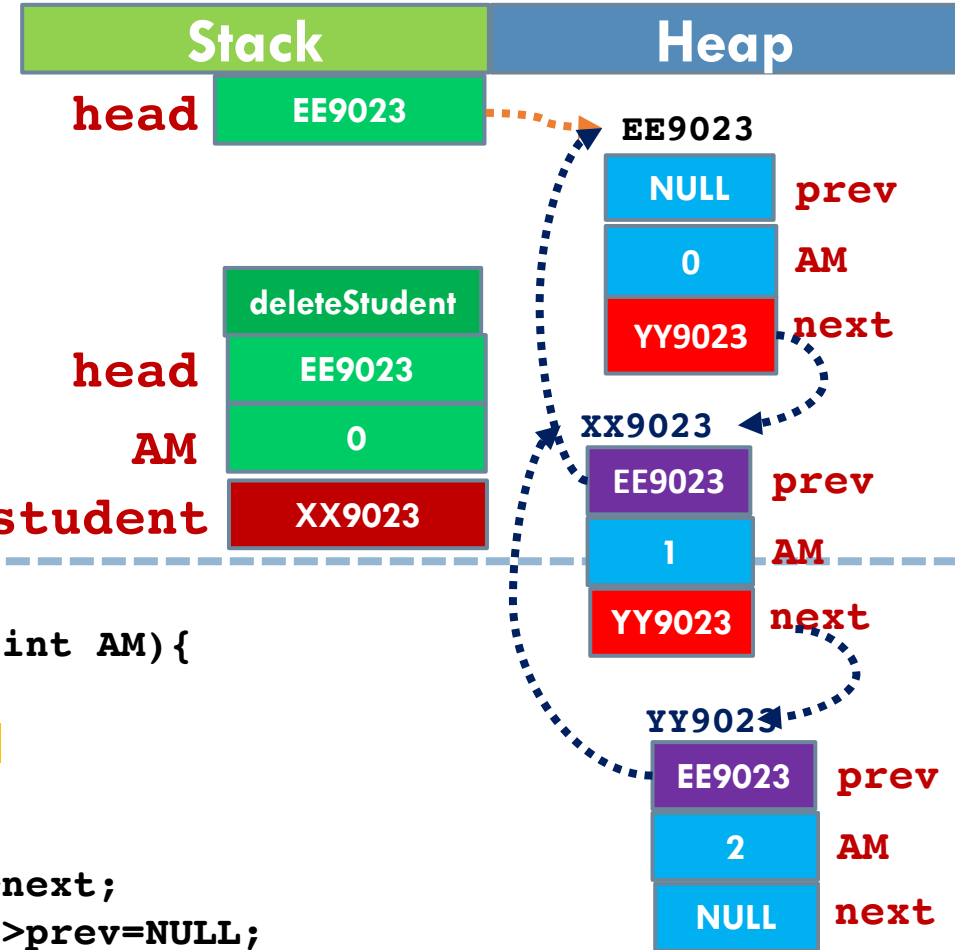 Stack Heap
head EE9023
EE9023
NULL prev
0 AM
YY9023 next
deleteStudent
head EE9023
AM 0
student XX9023
XX9023
EE9023 prev
1 AM
YY9023 next
int AM){
YY9023
EE9023 prev
2 AM
NULL next
next;
>prev=NULL;